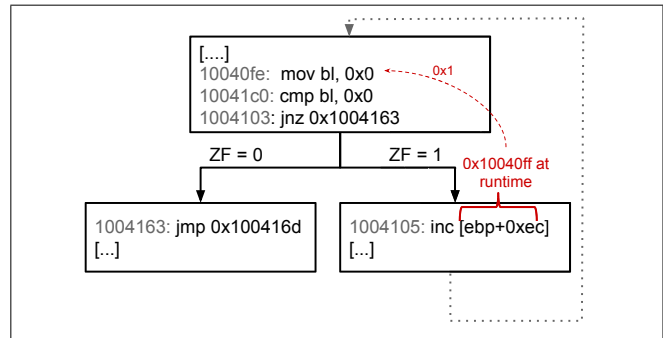 [....]
10040fe: mov bl, 0x0
0x1
10041c0: cmp bl, 0x0
1004103: jnz 0x1004163
ZF = 0
ZF = 1
0x10040ff at
runtime
1004163: jmp 0x100416d
[...]
1004105: inc [ebp+0xec]
[...]